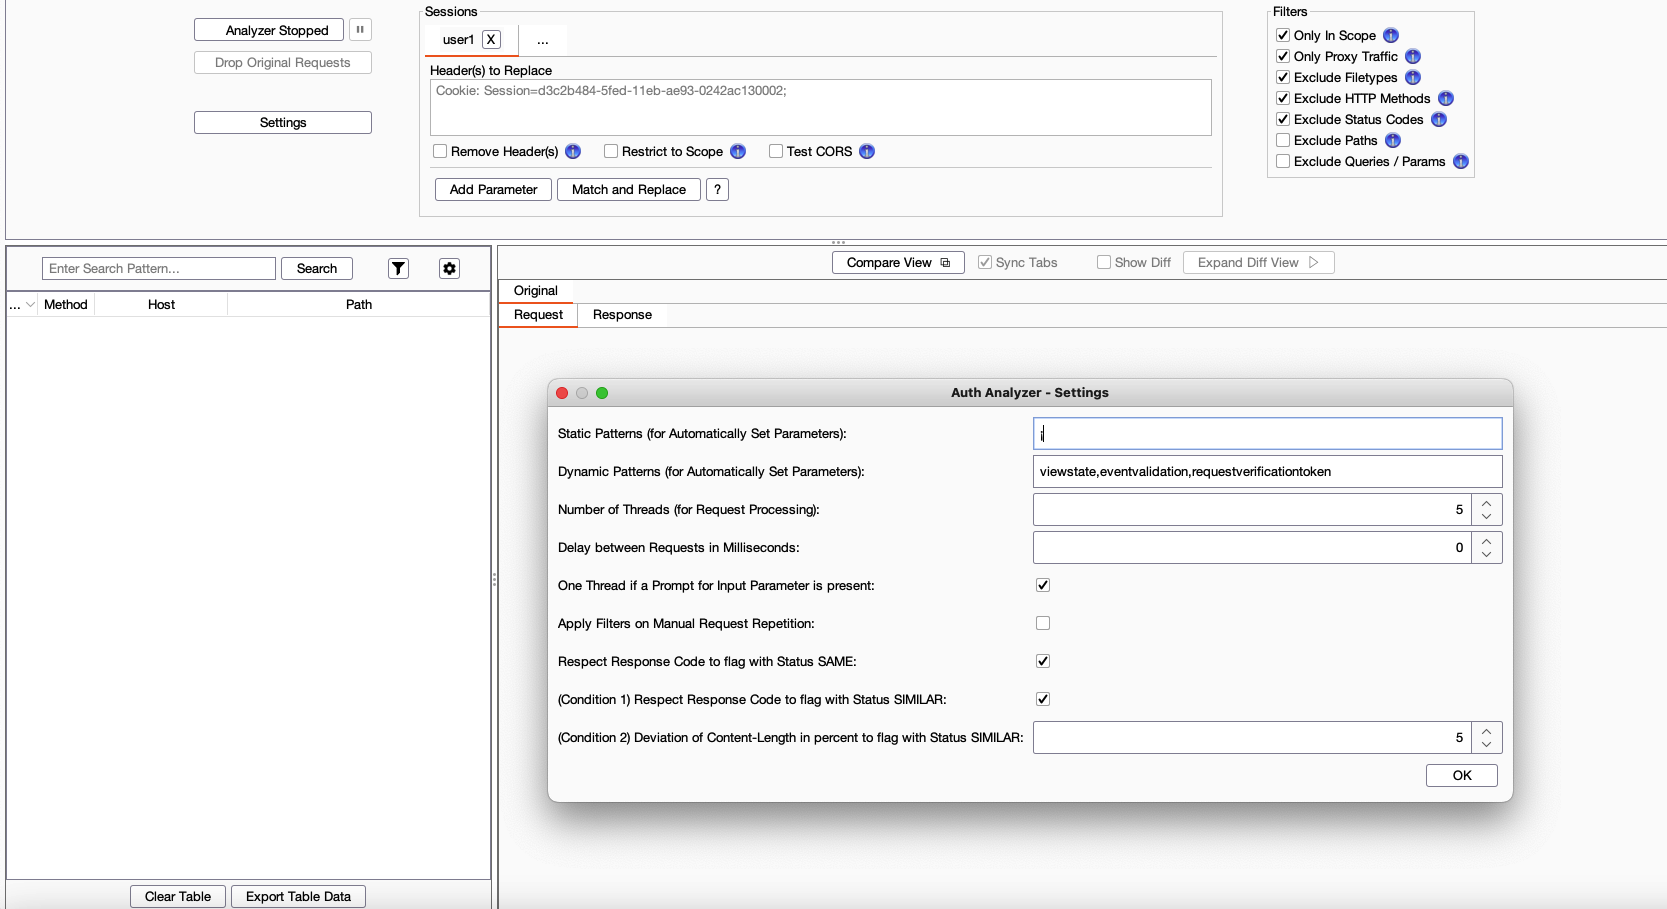 Analyzer Stopped
Drop Original Requests
Settings
Sessions
user1 X ...
Header(s) to Replace
Cookie: Session=d3c2b484-5fed-11eb-ae93-0242ac130002;
Remove Header(s) Restrict to Scope Test CORS
Add Parameter Match and Replace ?
Filters
Only In Scope
Only Proxy Traffic
Exclude Filetypes
Exclude HTTP Methods
Exclude Status Codes
Exclude Paths
Exclude Queries / Params
Enter Search Pattern... Search
... Method Host Path
Clear Table Export Table Data
Compare View Sync Tabs Show Diff Expand Diff View
Original
Request Response
Auth Analyzer - Settings
Static Patterns (for Automatically Set Parameters):
Dynamic Patterns (for Automatically Set Parameters): viewstate,eventvalidation,requestverificationtoken
Number of Threads (for Request Processing): 5
Delay between Requests in Milliseconds: 0
One Thread if a Prompt for Input Parameter is present:
Apply Filters on Manual Request Repetition:
Respect Response Code to flag with Status SAME:
(Condition 1) Respect Response Code to flag with Status SIMILAR:
(Condition 2) Deviation of Content-Length in percent to flag with Status SIMILAR: 5
OK